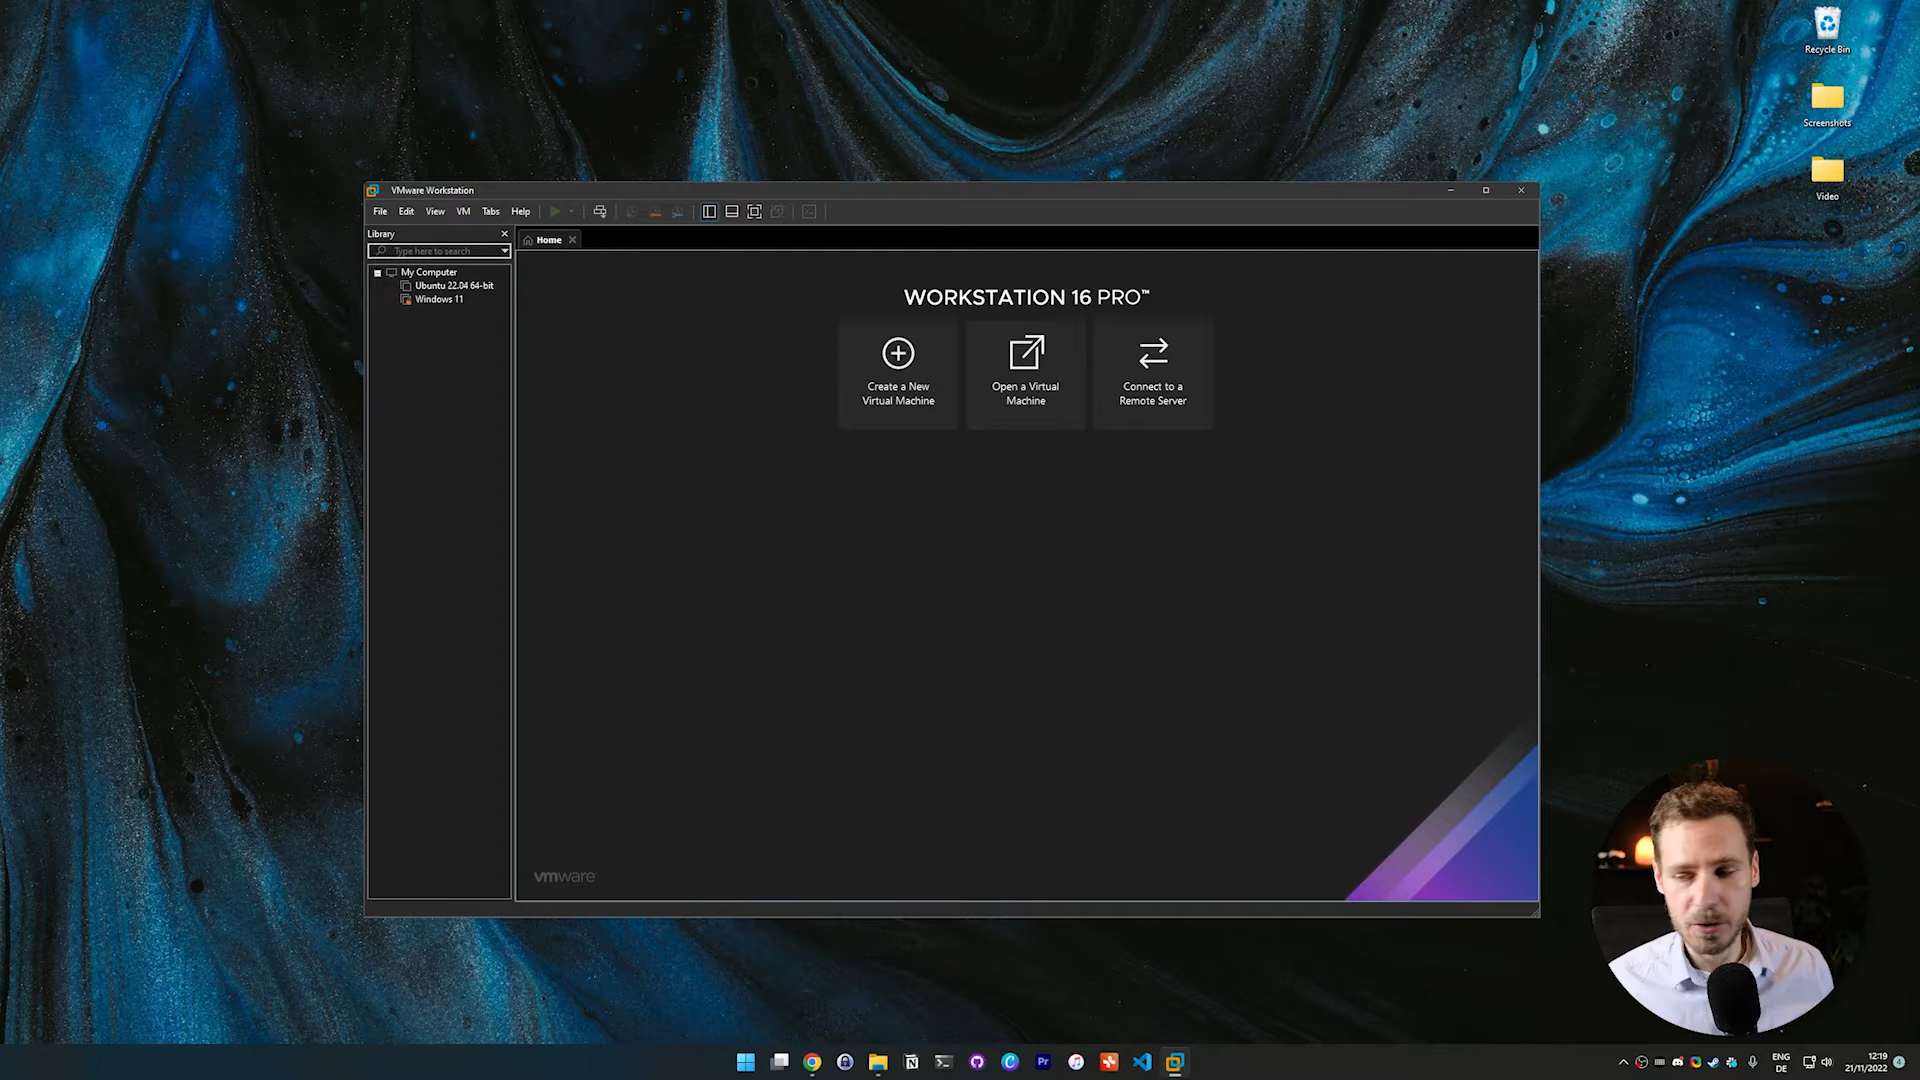 Recycle Bin
Screenshots
Video
VMware Workstation
File Edit View VM Tabs Help
Library
Type here to search
Home
My Computer
Ubuntu 22.04 64-bit
Windows 11
WORKSTATION 16 PRO™
Create a New
Virtual Machine
Open a Virtual
Machine
Connect to a
Remote Server
vmware
Pr
ENG
DE
12:19
21/11/2022
4